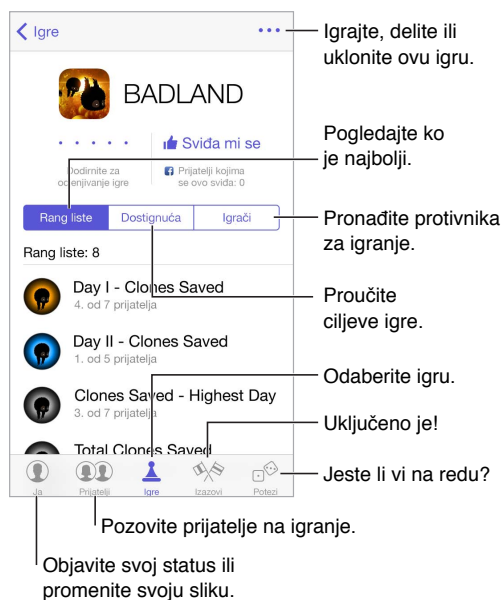 Igre
Igrajte, delite ili
uklonite ovu igru.
BADLAND
Sviđa mi se
Dodirnite za
ocenjivanje igre
Prijatelji kojima
se ovo sviđa: 0
Pogledajte ko
je najbolji.
Rang liste
Dostignuća
Igrači
Pronađite protivnika
za igranje.
Rang liste: 8
Day I - Clones Saved
4. od 7 prijatelja
Proučite
ciljeve igre.
Day II - Clones Saved
1. od 5 prijatelja
Odaberite igru.
Clones Saved - Highest Day
3. od 7 prijatelja
Uključeno je!
Total Clones Saved
Jeste li vi na redu?
Ja
Prijatelji
Igre
Izazovi
Potezi
Pozovite prijatelje na igranje.
Objavite svoj status ili
promenite svoju sliku.